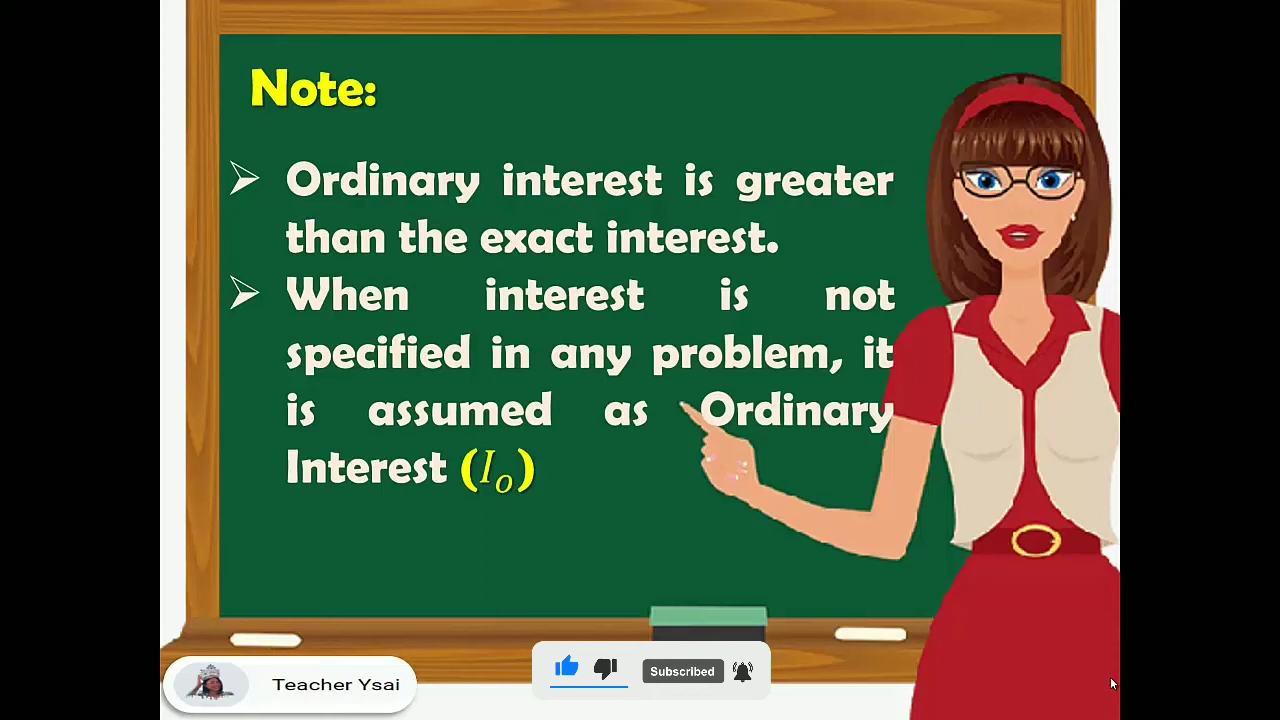 Note:
➢ Ordinary interest is greater
than the exact interest.
➢ When interest is not
specified in any problem, it
is assumed as Ordinary
Interest (Iₒ)
Teacher Ysai
Subscribed